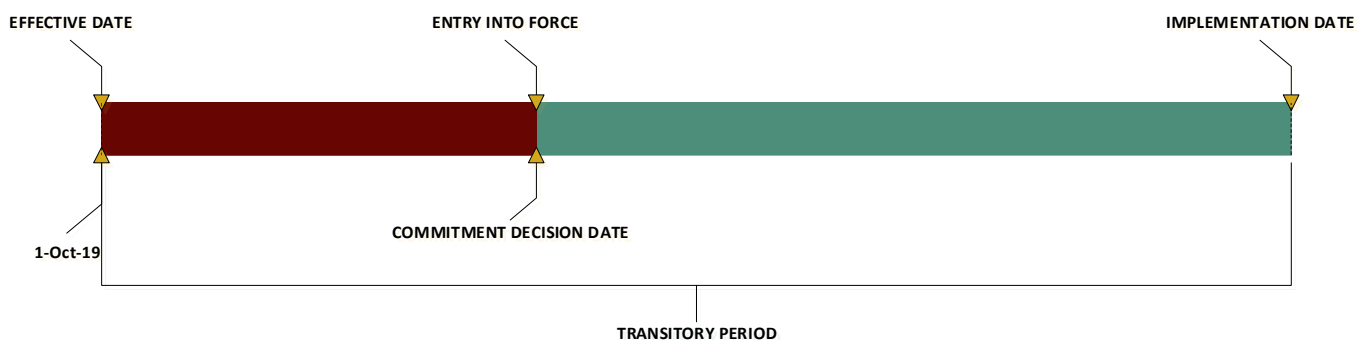 EFFECTIVE DATE
ENTRY INTO FORCE
IMPLEMENTATION DATE
COMMITMENT DECISION DATE
1-Oct-19
TRANSITORY PERIOD